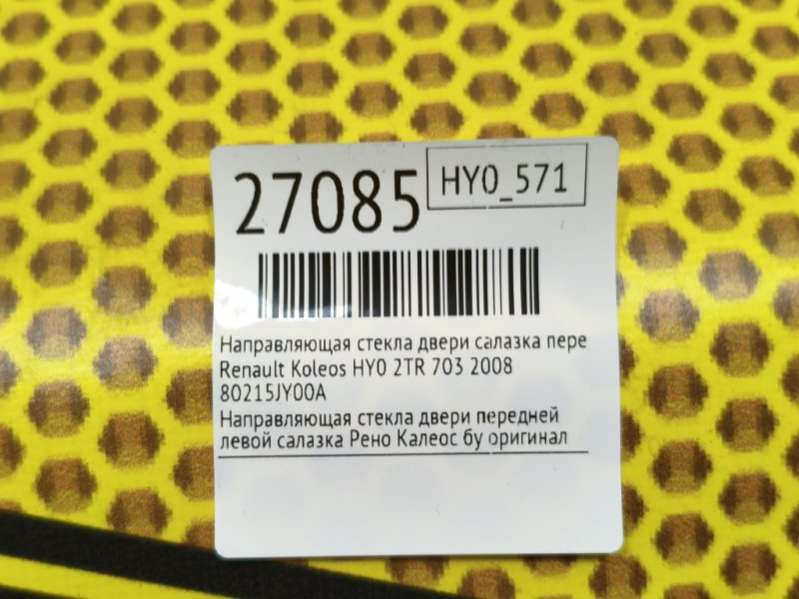 27085
HY0_571
Направляющая стекла двери салазка пере
Renault Koleos HY0 2TR 703 2008
80215JY00A
Направляющая стекла двери передней
левой салазка Рено Калеос бу оригинал